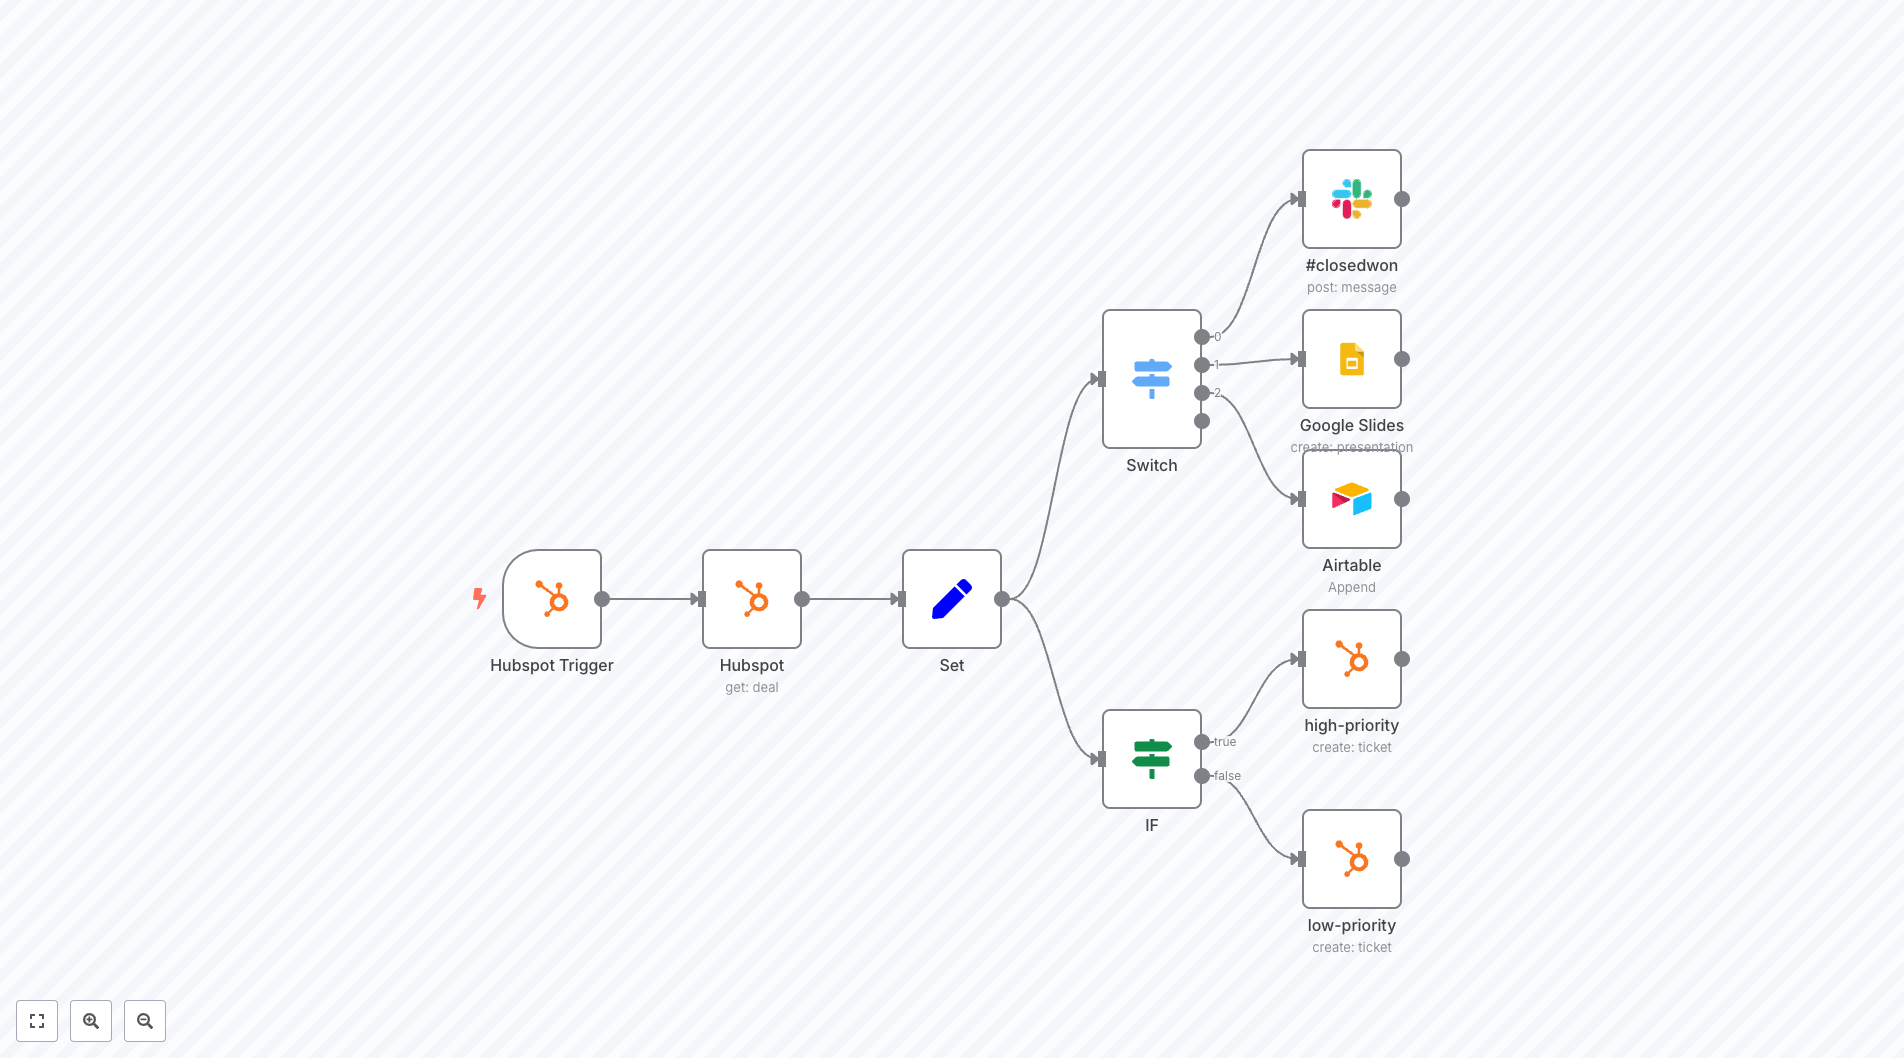 #closedwon
post: message
0
1
2
Switch
Google Slides
create: presentation
Airtable
Append
Hubspot Trigger
Hubspot
get: deal
Set
true
false
IF
high-priority
create: ticket
low-priority
create: ticket